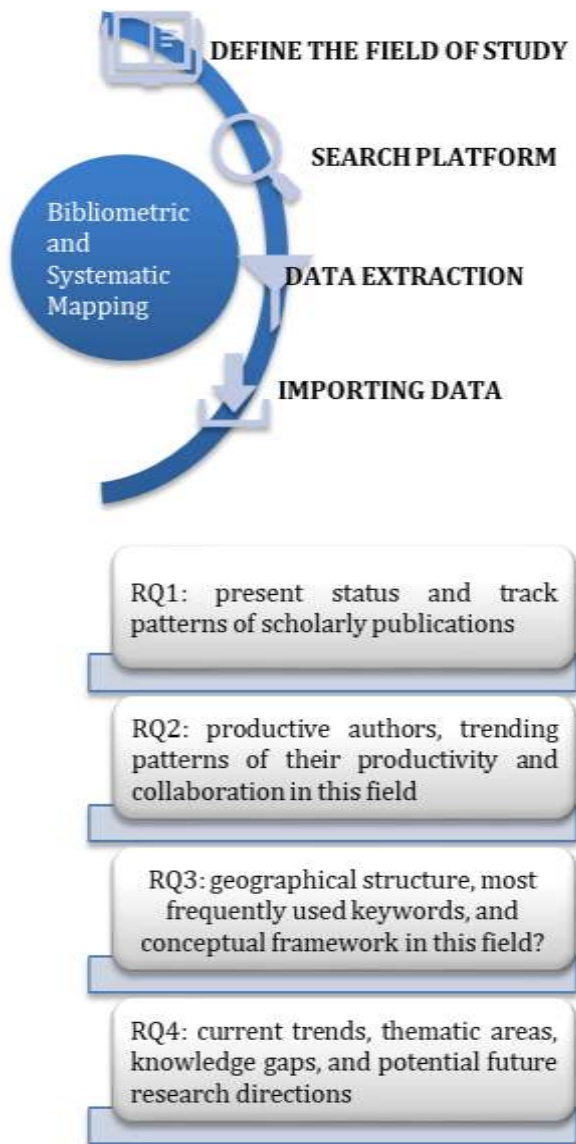 DEFINE THE FIELD OF STUDY
SEARCH PLATFORM
Bibliometric
and
Systematic
Mapping
DATA EXTRACTION
IMPORTING DATA
RQ1: present status and track
patterns of scholarly publications
RQ2: productive authors, trending
patterns of their productivity and
collaboration in this field
RQ3: geographical structure, most
frequently used keywords, and
conceptual framework in this field?
RQ4: current trends, thematic areas,
knowledge gaps, and potential future
research directions